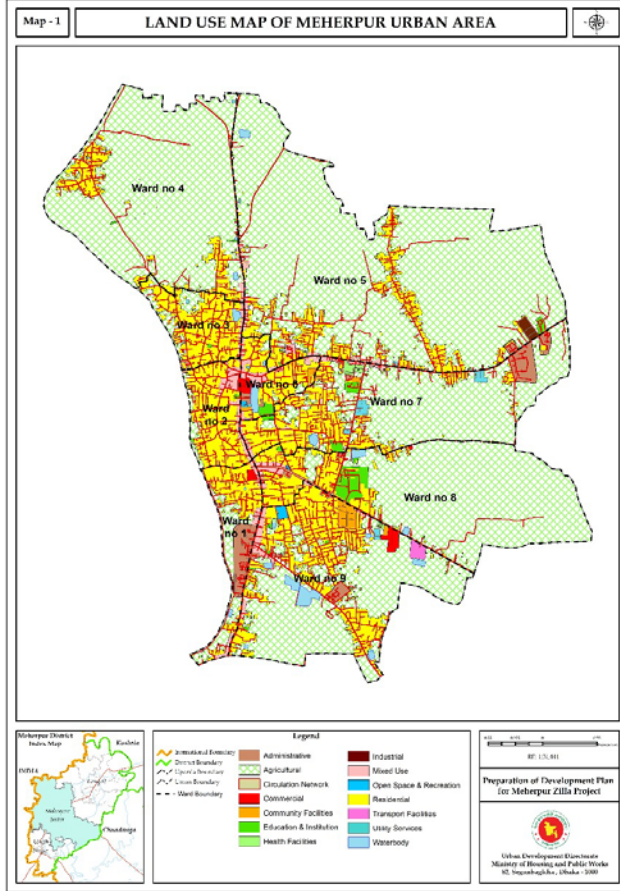 Map - 1
LAND USE MAP OF MEHERPUR URBAN AREA
Ward no 4
Ward no 5
Ward no 3
Ward no 6
Ward no 7
Ward
no 2
Ward no 8
Ward
no 1
Ward no 9
Meherpur District
Index Map
Kushtia
INDIA
Chuadanga
Legend
International Boundary
District Boundary
Upazila Boundary
Union Boundary
Ward Boundary
Administrative
Agricultural
Circulation Network
Commercial
Community Facilities
Education & Institution
Health Facilities
Industrial
Mixed Use
Open Space & Recreation
Residential
Transport Facilities
Utility Services
Waterbody
Preparation of Development Plan
for Meherpur Zilla Project
Urban Development Directorate
Ministry of Housing and Public Works
82, Segunbagicha, Dhaka - 1000